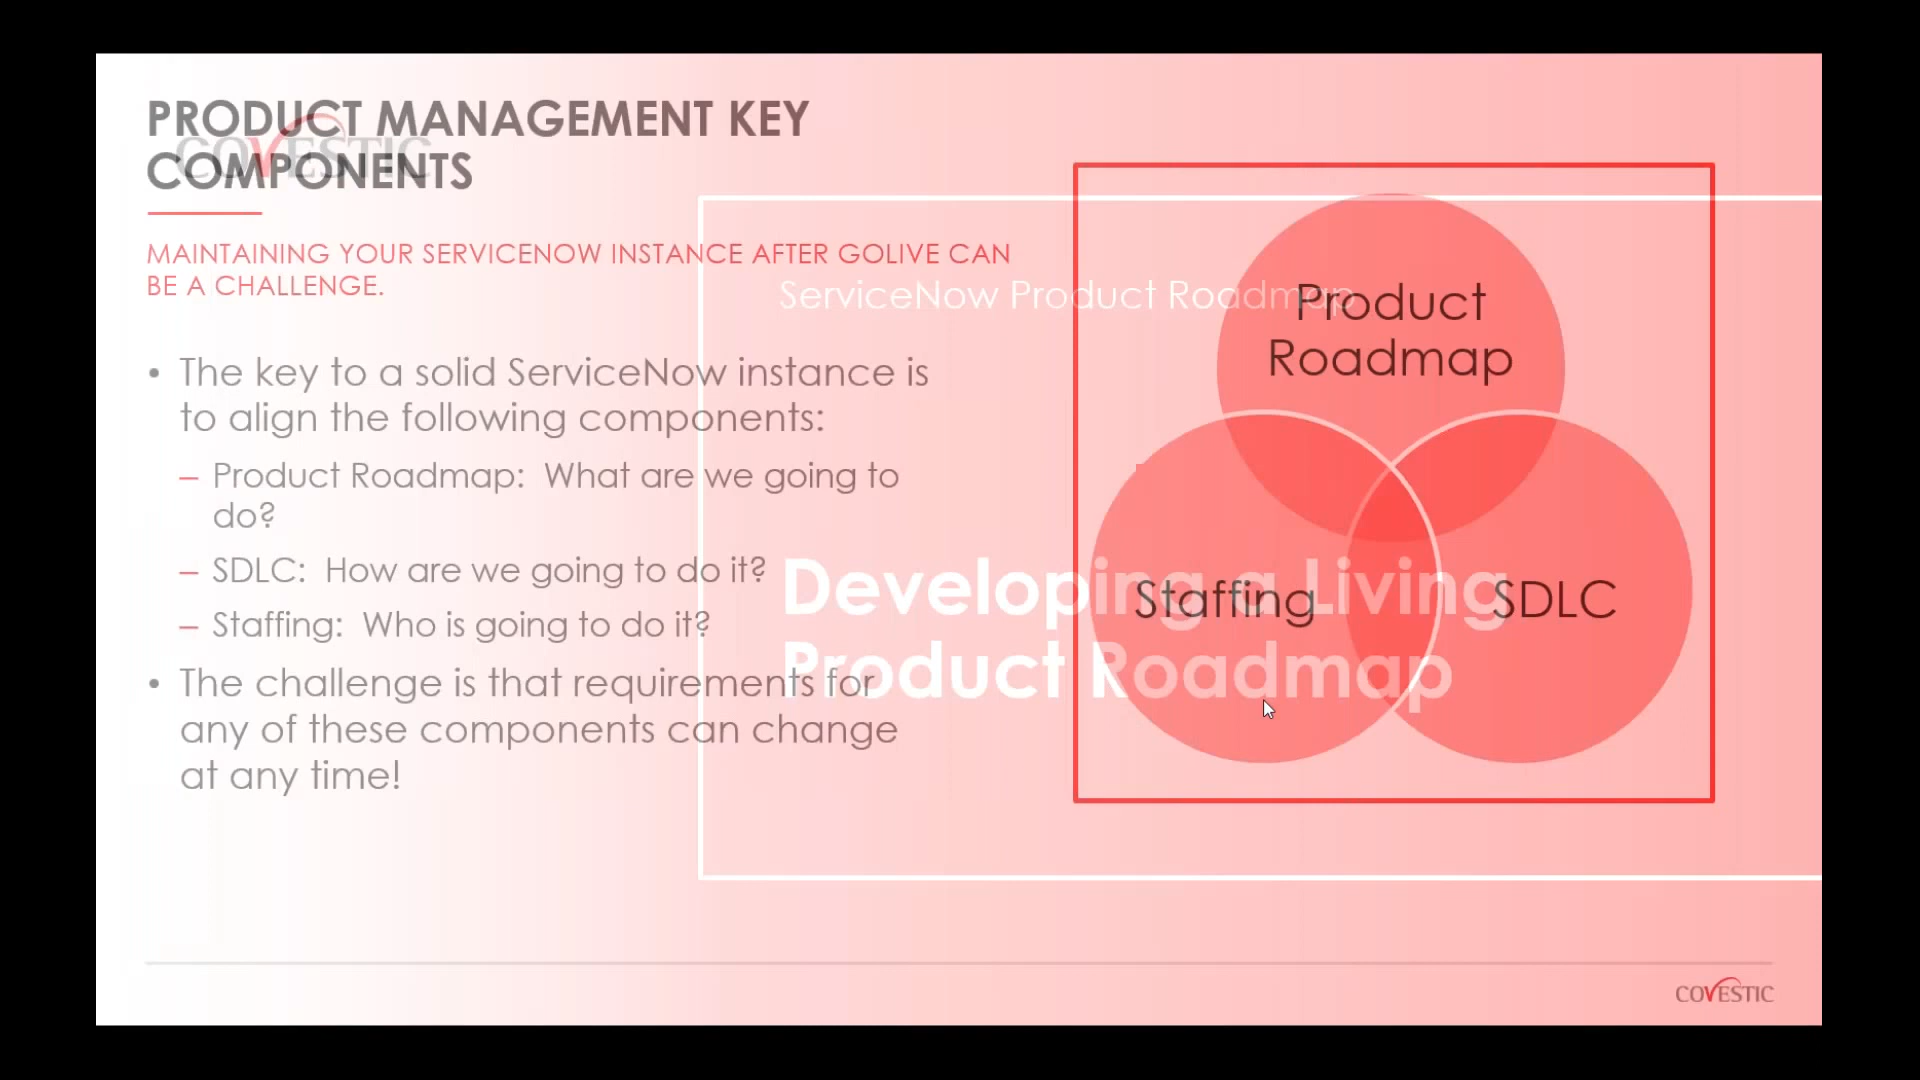 PRODUCT MANAGEMENT KEY
COMPONENTS
COVESTIC
MAINTAINING YOUR SERVICENOW INSTANCE AFTER GOLIVE CAN
BE A CHALLENGE.
• The key to a solid ServiceNow instance is
to align the following components:
– Product Roadmap: What are we going to
do?
– SDLC: How are we going to do it?
– Staffing: Who is going to do it?
• The challenge is that requirements for
any of these components can change
at any time!
ServiceNow Product Roadmap
Developing a Living
Product Roadmap
Product
Roadmap
Staffing
SDLC
COVESTIC